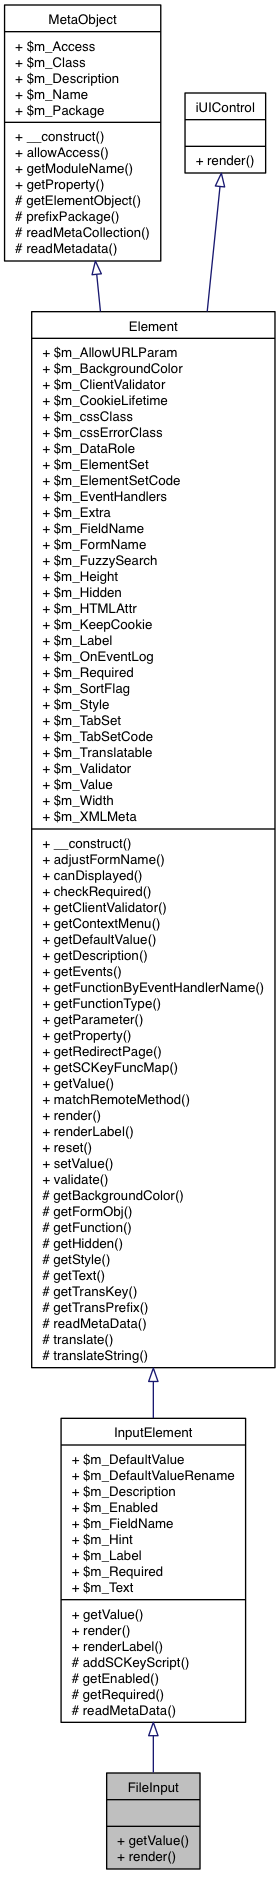 MetaObject
+ $m_Access
+ $m_Class
+ $m_Description
+ $m_Name
+ $m_Package
+ __construct()
+ allowAccess()
+ getModuleName()
+ getProperty()
# getElementObject()
# prefixPackage()
# readMetaCollection()
# readMetadata()
iUIControl
+ render()
Element
+ $m_AllowURLParam
+ $m_BackgroundColor
+ $m_ClientValidator
+ $m_CookieLifetime
+ $m_cssClass
+ $m_cssErrorClass
+ $m_DataRole
+ $m_ElementSet
+ $m_ElementSetCode
+ $m_EventHandlers
+ $m_Extra
+ $m_FieldName
+ $m_FormName
+ $m_FuzzySearch
+ $m_Height
+ $m_Hidden
+ $m_HTMLAttr
+ $m_KeepCookie
+ $m_Label
+ $m_OnEventLog
+ $m_Required
+ $m_SortFlag
+ $m_Style
+ $m_TabSet
+ $m_TabSetCode
+ $m_Translatable
+ $m_Validator
+ $m_Value
+ $m_Width
+ $m_XMLMeta
+ __construct()
+ adjustFormName()
+ canDisplayed()
+ checkRequired()
+ getClientValidator()
+ getContextMenu()
+ getDefaultValue()
+ getDescription()
+ getEvents()
+ getFunctionByEventHandlerName()
+ getFunctionType()
+ getParameter()
+ getProperty()
+ getRedirectPage()
+ getSCKeyFuncMap()
+ getValue()
+ matchRemoteMethod()
+ render()
+ renderLabel()
+ reset()
+ setValue()
+ validate()
# getBackgroundColor()
# getFormObj()
# getFunction()
# getHidden()
# getStyle()
# getText()
# getTransKey()
# getTransPrefix()
# readMetaData()
# translate()
# translateString()
InputElement
+ $m_DefaultValue
+ $m_DefaultValueRename
+ $m_Description
+ $m_Enabled
+ $m_FieldName
+ $m_Hint
+ $m_Label
+ $m_Required
+ $m_Text
+ getValue()
+ render()
+ renderLabel()
# addSCKeyScript()
# getEnabled()
# getRequired()
# readMetaData()
FileInput
+ getValue()
+ render()